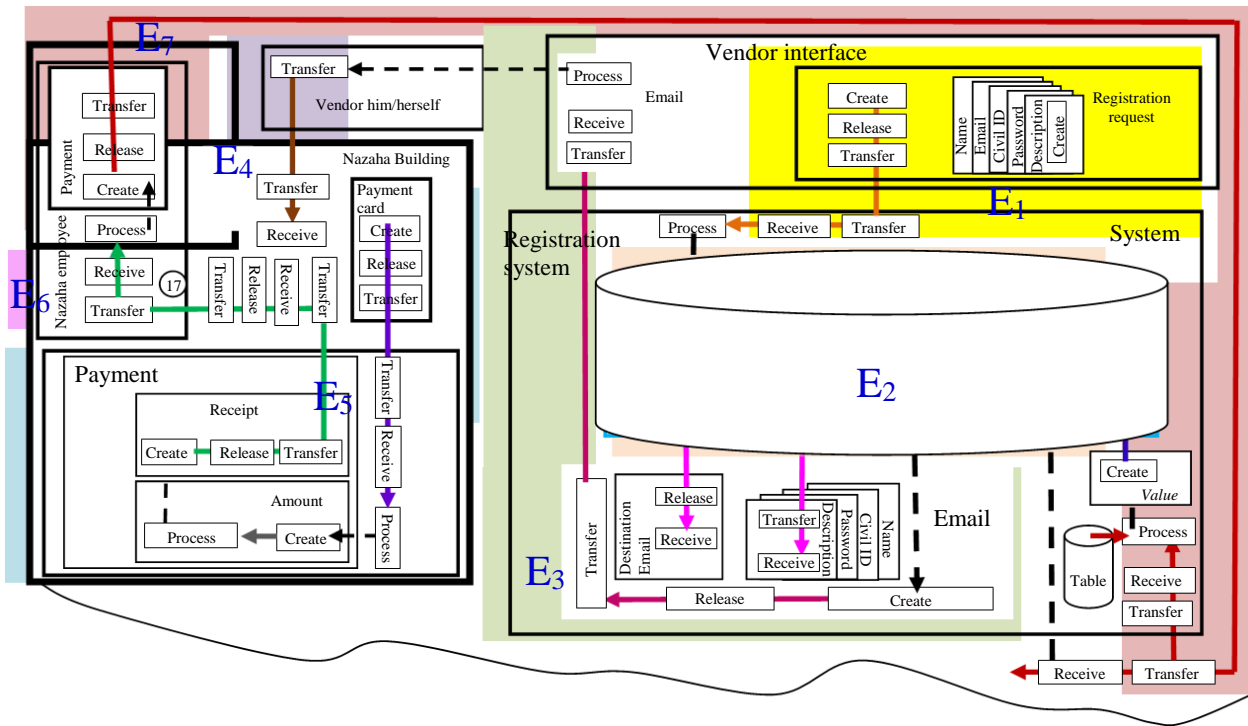 E7
Vendor interface
Transfer
Vendor him/herself
Process
Email
Receive
Transfer
Create
Release
Transfer
Name
Email
Civil ID
Password
Description
Create
Registration
request
E1
Transfer
Release
Create
Payment
Process
Receive
Transfer
Nazaha employee
17
E6
E4
Nazaha Building
Transfer
Receive
Payment
card
Create
Release
Transfer
Transfer
Release
Receive
Transfer
Process
Receive
Transfer
Registration
system
System
E2
Payment
E5
Receipt
Create
Release
Transfer
Amount
Process
Create
Transfer
Receive
Process
E3
Transfer
Destination
Email
Release
Receive
Transfer
Receive
Description
Password
Civil ID
Name
Email
Release
Create
Create
Value
Table
Process
Receive
Transfer
Receive
Transfer